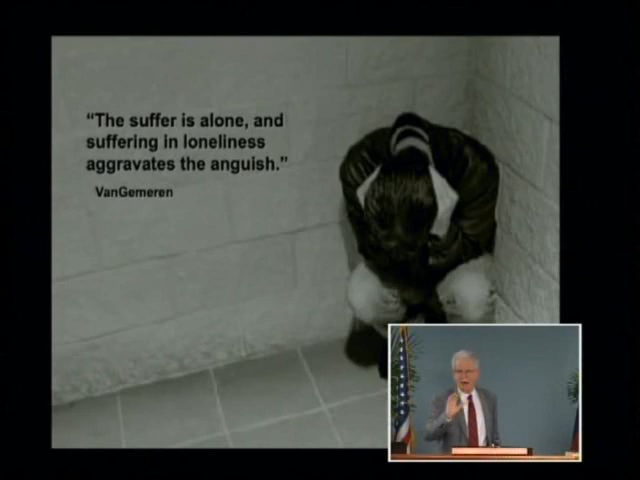 “The suffer is alone, and
suffering in loneliness
aggravates the anguish.”
VanGemeren